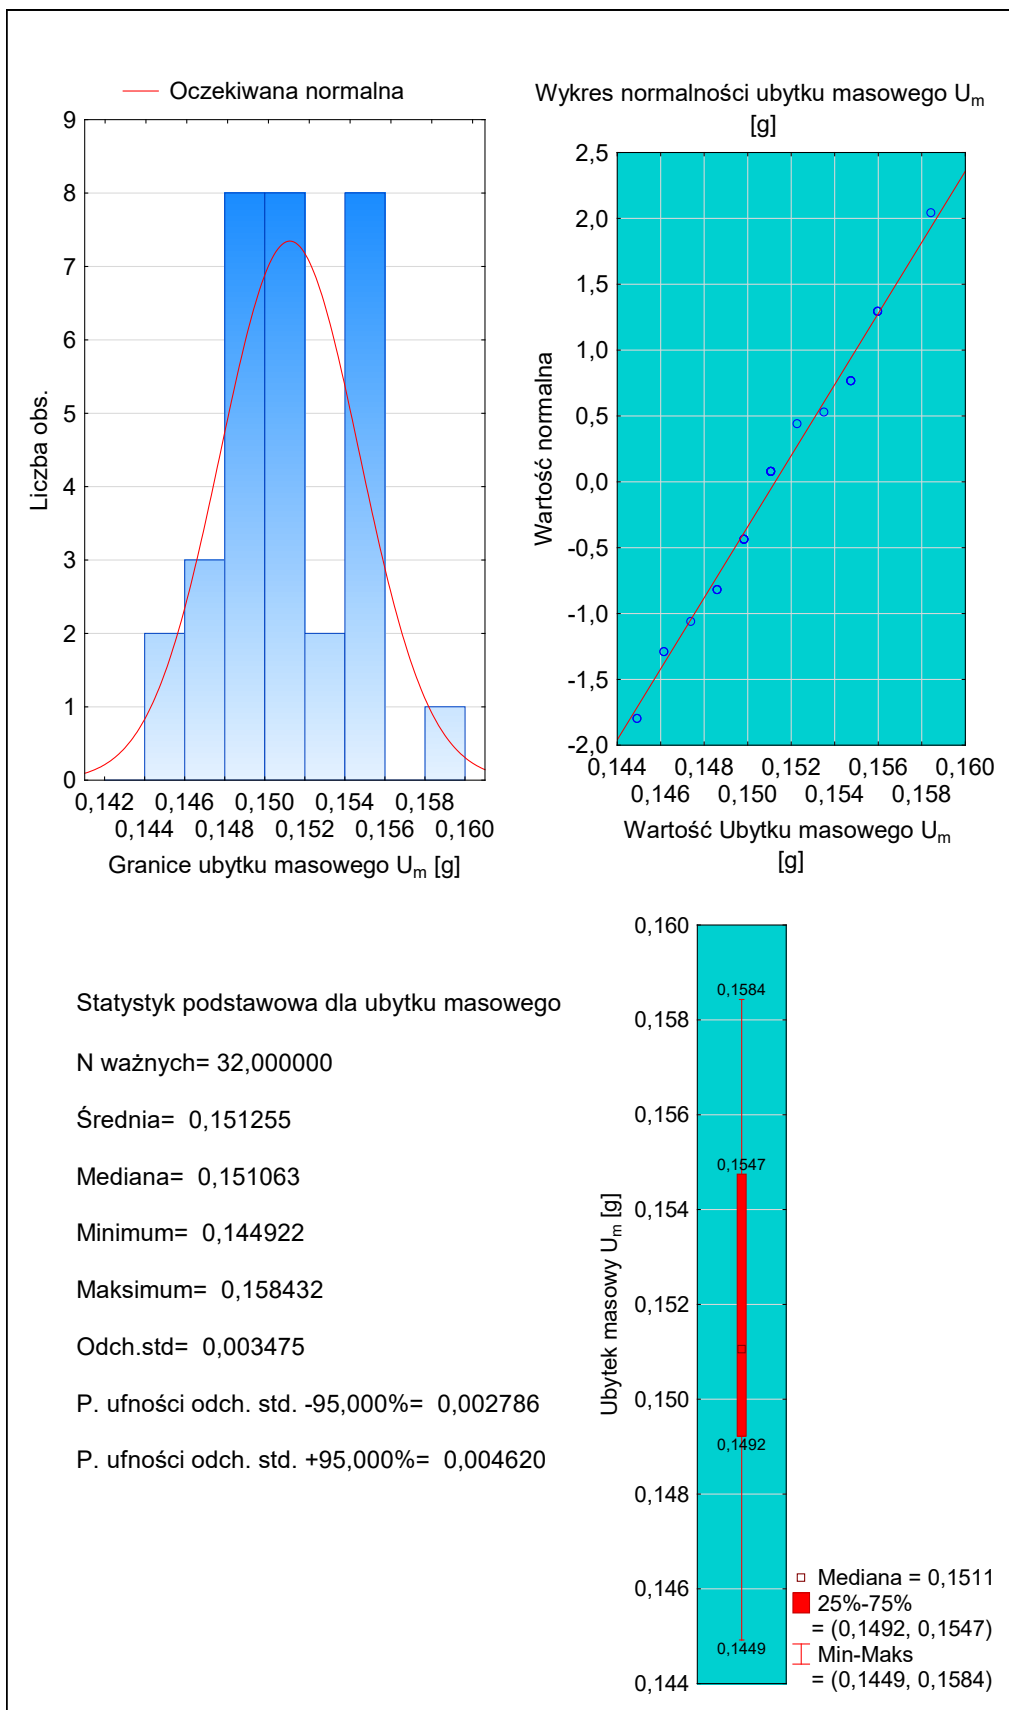 Oczekiwana normalna
9
8
7
6
5
4
3
2
1
0
Liczba obs.
0,142 0,146 0,150 0,154 0,158
0,144 0,148 0,152 0,156 0,160
Granice ubytku masowego Um [g]
Wykres normalności ubytku masowego Um
[g]
2,5
2,0
1,5
1,0
0,5
0,0
-0,5
-1,0
-1,5
-2,0
Wartość normalna
0,144 0,148 0,152 0,156 0,160
0,146 0,150 0,154 0,158
Wartość Ubytku masowego Um
[g]
Statystyk podstawowa dla ubytku masowego
N ważnych= 32,000000
Średnia= 0,151255
Mediana= 0,151063
Minimum= 0,144922
Maksimum= 0,158432
Odch.std= 0,003475
P. ufności odch. std. -95,000%= 0,002786
P. ufności odch. std. +95,000%= 0,004620
0,160
0,158
0,156
0,154
0,152
0,150
0,148
0,146
0,144
Ubytek masowy Um [g]
0,1584
0,1547
0,1492
0,1449
Mediana = 0,1511
25%-75%
= (0,1492, 0,1547)
Min-Maks
= (0,1449, 0,1584)